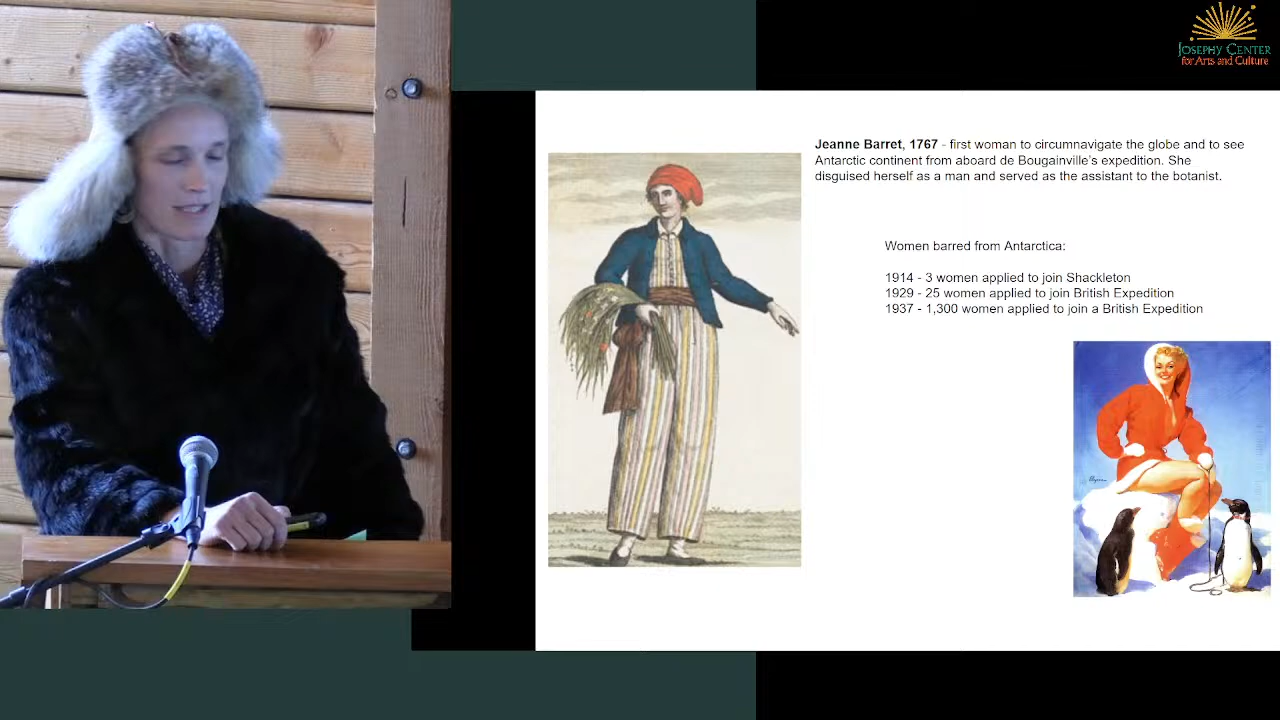 JOSEPHY CENTER
for Arts and Culture
Jeanne Barret, 1767 - first woman to circumnavigate the globe and to see
Antarctic continent from aboard de Bougainville's expedition. She
disguised herself as a man and served as the assistant to the botanist.
Women barred from Antarctica:
1914 - 3 women applied to join Shackleton
1929 - 25 women applied to join British Expedition
1937 - 1,300 women applied to join a British Expedition